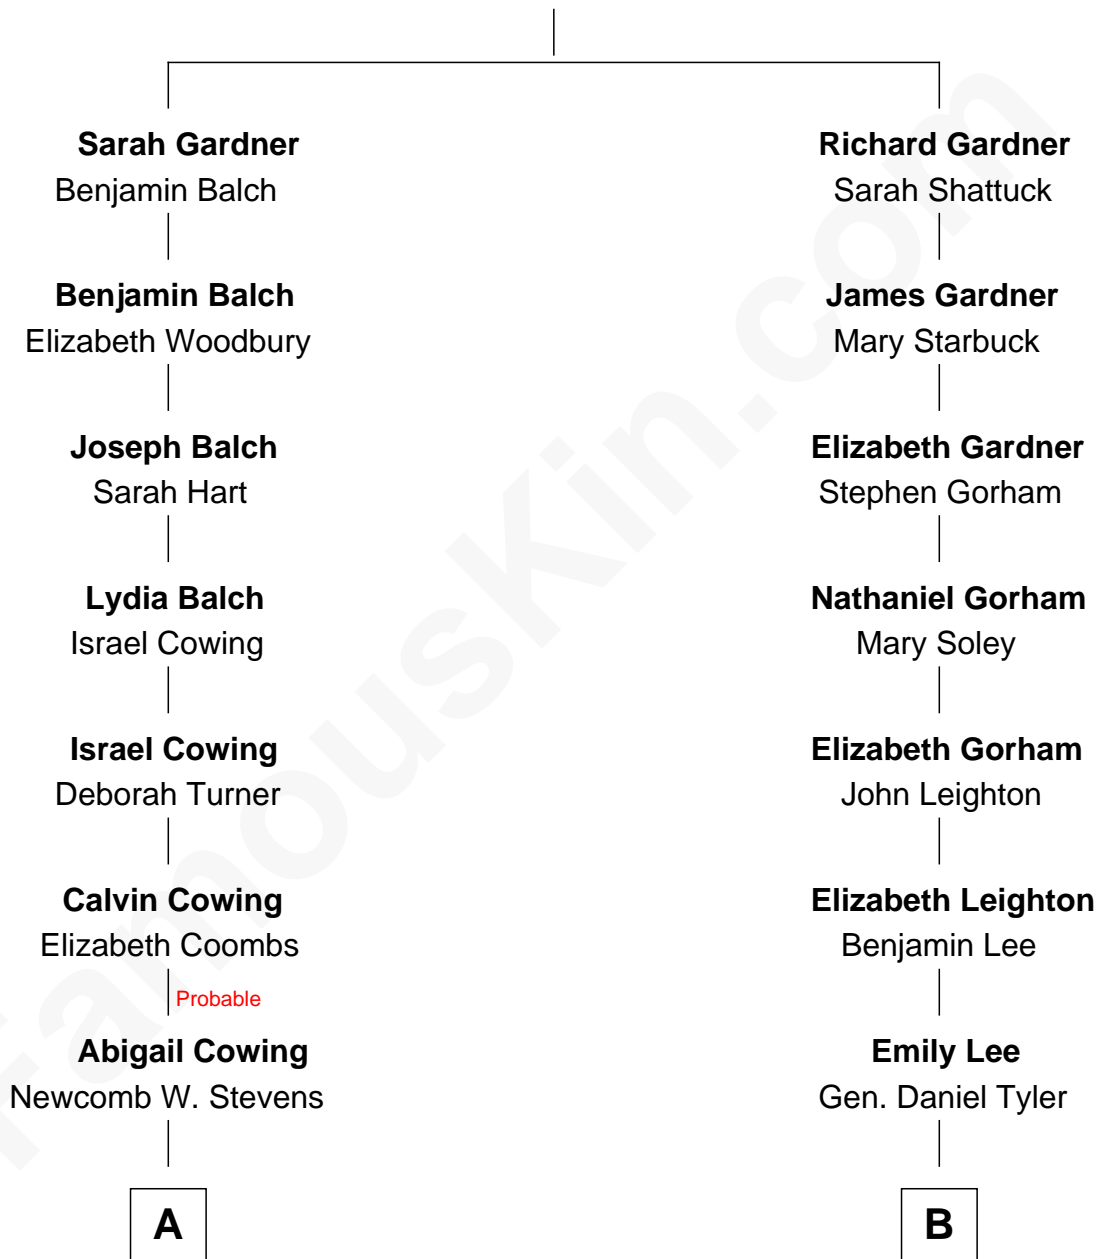 Sarah Gardner
Benjamin Balch
Benjamin Balch
Elizabeth Woodbury
Joseph Balch
Sarah Hart
Lydia Balch
Israel Cowing
Israel Cowing
Deborah Turner
Calvin Cowing
Elizabeth Coombs
Probable
Abigail Cowing
Newcomb W. Stevens
A
Richard Gardner
Sarah Shattuck
James Gardner
Mary Starbuck
Elizabeth Gardner
Stephen Gorham
Nathaniel Gorham
Mary Soley
Elizabeth Gorham
John Leighton
Elizabeth Leighton
Benjamin Lee
Emily Lee
Gen. Daniel Tyler
B
FamousKin.com